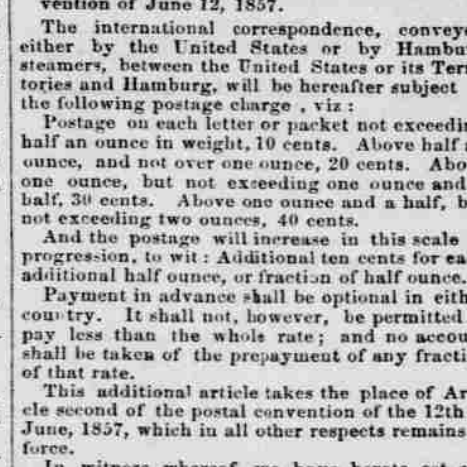 vention of June 12, 1857.
The international correspondence, convey
either by the United States or by Hambu
steamers, between the United States or its Ter
tories and Hamburg, will be hereafter subject
the following postage charge , viz :
Postage on each letter or packet not exceedin
half an ounce in weight, 10 cents. Above half
ounce, and not over one ounce, 20 cents. Abo
one ounce, but not exceeding one ounce and
half, 30 cents. Above one ounce and a half, b
not exceeding two ounces, 40 cents.
And the postage will increase in this scale
progression, to wit : Additional ten cents for ea
additional half ounce, or fraction of half ounce.
Payment in advance shall be optional in eith
country. It shall not, however, be permitted
pay less than the whole rate ; and no accou
shall be taken of the prepayment of any fracti
of that rate.
This additional article takes the place of Ar
cle second of the postal convention of the 12th
June, 1857, which in all other respects remains
force.
In witness whereof, we have hereto